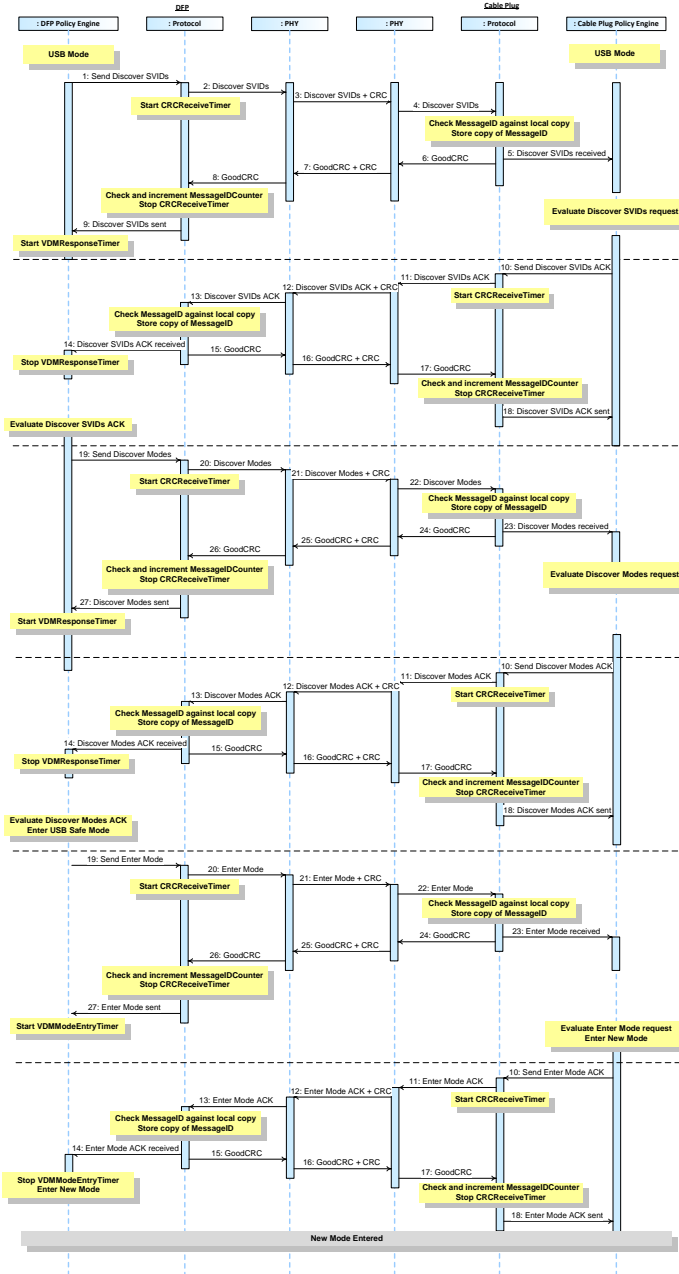 DFP
Cable Plug
: DFP Policy Engine
: Protocol
: PHY
: PHY
: Protocol
: Cable Plug Policy Engine
USB Mode
USB Mode
1: Send Discover SVIDs
2: Discover SVIDs
Start CRCReceiveTimer
3: Discover SVIDs + CRC
4: Discover SVIDs
Check MessageID against local copy
Store copy of MessageID
5: Discover SVIDs received
6: GoodCRC
7: GoodCRC + CRC
8: GoodCRC
Check and increment MessageIDCounter
Stop CRCReceiveTimer
Evaluate Discover SVIDs request
9: Discover SVIDs sent
Start VDMResponseTimer
10: Send Discover SVIDs ACK
11: Discover SVIDs ACK
Start CRCReceiveTimer
12: Discover SVIDs ACK + CRC
13: Discover SVIDs ACK
Check MessageID against local copy
Store copy of MessageID
14: Discover SVIDs ACK received
15: GoodCRC
Stop VDMResponseTimer
16: GoodCRC + CRC
17: GoodCRC
Check and increment MessageIDCounter
Stop CRCReceiveTimer
18: Discover SVIDs ACK sent
Evaluate Discover SVIDs ACK
19: Send Discover Modes
20: Discover Modes
Start CRCReceiveTimer
21: Discover Modes + CRC
22: Discover Modes
Check MessageID against local copy
Store copy of MessageID
23: Discover Modes received
24: GoodCRC
25: GoodCRC + CRC
26: GoodCRC
Check and increment MessageIDCounter
Stop CRCReceiveTimer
Evaluate Discover Modes request
27: Discover Modes sent
Start VDMResponseTimer
10: Send Discover Modes ACK
11: Discover Modes ACK
Start CRCReceiveTimer
12: Discover Modes ACK + CRC
13: Discover Modes ACK
Check MessageID against local copy
Store copy of MessageID
14: Discover Modes ACK received
15: GoodCRC
Stop VDMResponseTimer
16: GoodCRC + CRC
17: GoodCRC
Check and increment MessageIDCounter
Stop CRCReceiveTimer
18: Discover Modes ACK sent
Evaluate Discover Modes ACK
Enter USB Safe Mode
19: Send Enter Mode
20: Enter Mode
Start CRCReceiveTimer
21: Enter Mode + CRC
22: Enter Mode
Check MessageID against local copy
Store copy of MessageID
23: Enter Mode received
24: GoodCRC
25: GoodCRC + CRC
26: GoodCRC
Check and increment MessageIDCounter
Stop CRCReceiveTimer
27: Enter Mode sent
Start VDMModeEntryTimer
Evaluate Enter Mode request
Enter New Mode
10: Send Enter Mode ACK
11: Enter Mode ACK
Start CRCReceiveTimer
12: Enter Mode ACK + CRC
13: Enter Mode ACK
Check MessageID against local copy
Store copy of MessageID
14: Enter Mode ACK received
15: GoodCRC
16: GoodCRC + CRC
17: GoodCRC
Stop VDMModeEntryTimer
Enter New Mode
Check and increment MessageIDCounter
Stop CRCReceiveTimer
18: Enter Mode ACK sent
New Mode Entered